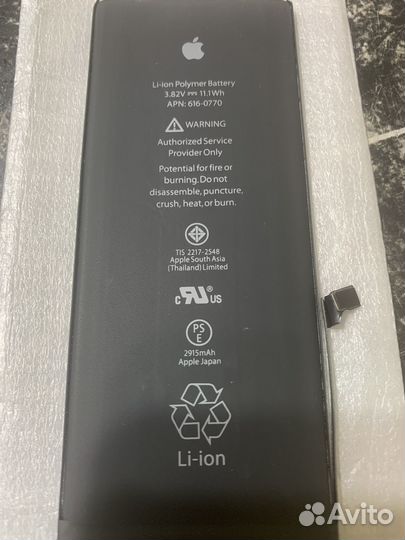 Li-ion Polymer Battery
3.82V ⎓ 11.1Wh
APN: 616-0770
WARNING
Authorized Service
Provider Only
Potential for fire or
burning. Do not
disassemble, puncture,
crush, heat, or burn.
TIS 2217-2548
Apple South Asia
(Thailand) Limited
c RU US
PS
E
2915mAh
Apple Japan
Li-ion
Avito